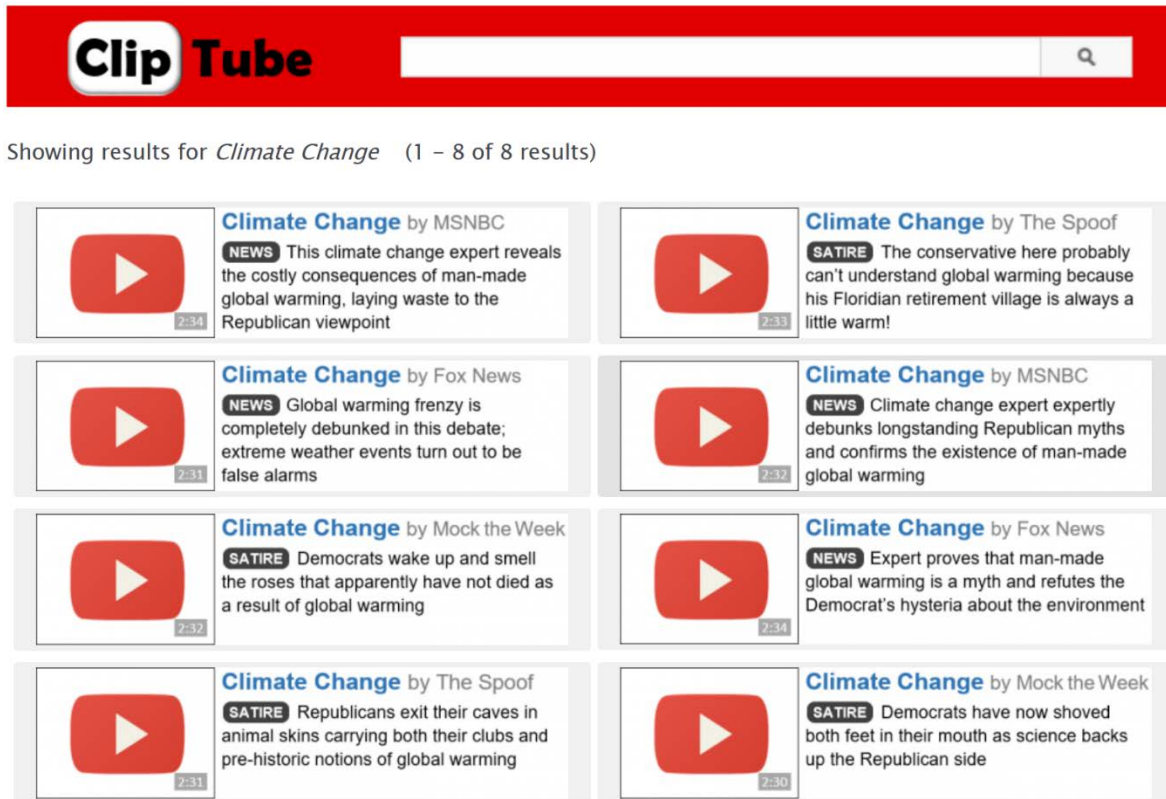 Clip Tube
Showing results for Climate Change (1 – 8 of 8 results)
Climate Change by MSNBC
NEWS This climate change expert reveals
the costly consequences of man-made
global warming, laying waste to the
Republican viewpoint
2:34
Climate Change by The Spoof
SATIRE The conservative here probably
can't understand global warming because
his Floridian retirement village is always a
little warm!
2:33
Climate Change by Fox News
NEWS Global warming frenzy is
completely debunked in this debate;
extreme weather events turn out to be
false alarms
2:31
Climate Change by MSNBC
NEWS Climate change expert expertly
debunks longstanding Republican myths
and confirms the existence of man-made
global warming
2:32
Climate Change by Mock the Week
SATIRE Democrats wake up and smell
the roses that apparently have not died as
a result of global warming
2:32
Climate Change by Fox News
NEWS Expert proves that man-made
global warming is a myth and refutes the
Democrat's hysteria about the environment
2:34
Climate Change by The Spoof
SATIRE Republicans exit their caves in
animal skins carrying both their clubs and
pre-historic notions of global warming
2:31
Climate Change by Mock the Week
SATIRE Democrats have now shoved
both feet in their mouth as science backs
up the Republican side
2:30